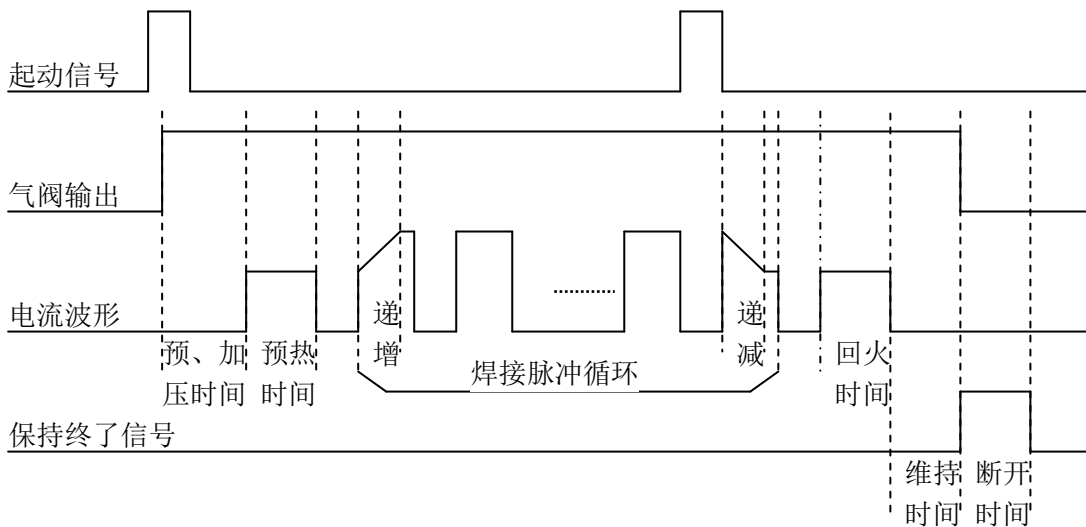 起动信号
气阀输出
电流波形
递
增
递
减
预、加
压时间
预热
时间
焊接脉冲循环
回火
时间
保持终了信号
维持
时间
断开
时间